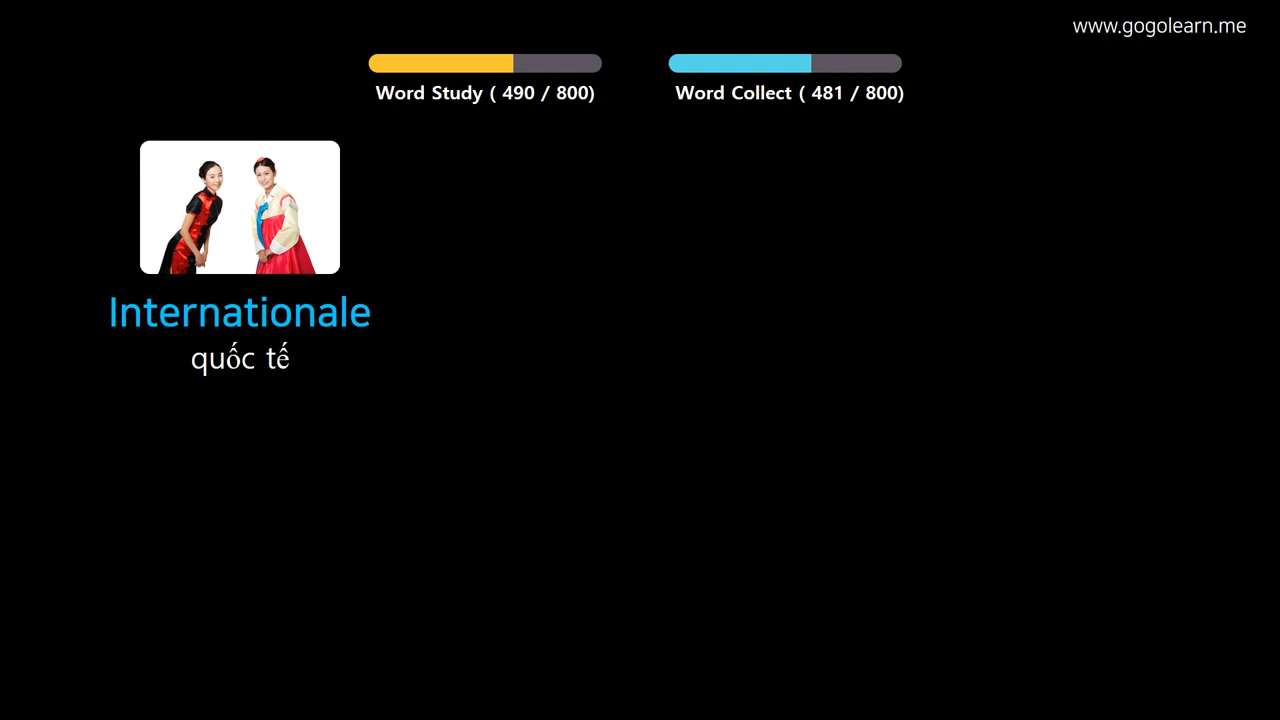 www.gogolearn.me
Word Study ( 490 / 800)
Word Collect ( 481 / 800)
Internationale
quốc tế